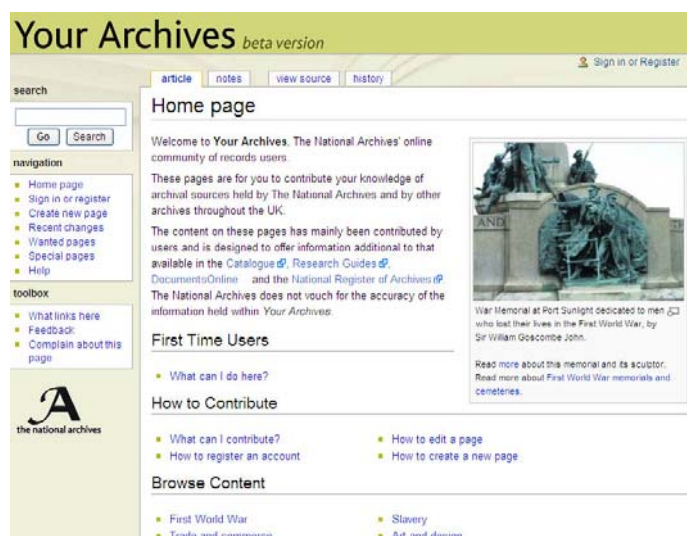 Your Archives beta version
Sign in or Register
search
Go Search
navigation
Home page
Sign in or register
Create new page
Recent changes
Wanted pages
Special pages
Help
toolbox
What links here
Feedback
Complain about this
page
the national archives
article notes view source history
Home page
Welcome to Your Archives, The National Archives' online
community of records users.
These pages are for you to contribute your knowledge of
archival sources held by The National Archives and by other
archives throughout the UK.
The content on these pages has mainly been contributed by
users and is designed to offer information additional to that
available in the Catalogue, Research Guides,
DocumentsOnline and the National Register of Archives
The National Archives does not vouch for the accuracy of the
information held within Your Archives.
AND
War Memorial at Port Sunlight dedicated to men
who lost their lives in the First World War, by
Sir William Goscombe John.
Read more about this memorial and its sculptor.
Read more about First World War memorials and
cemeteries.
First Time Users
What can I do here?
How to Contribute
What can I contribute?
How to register an account
How to edit a page
How to create a new page
Browse Content
First World War
Trade and commerce
Slavery
Art and design